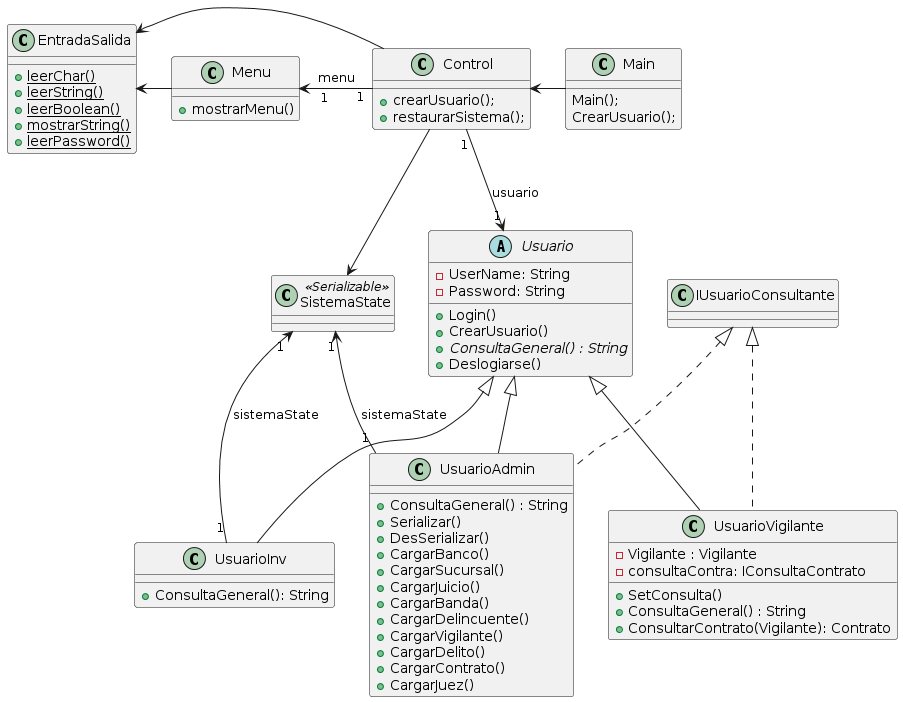 C EntradaSalida
leerChar()
leerString()
leerBoolean()
mostrarString()
leerPassword()
C Menu
mostrarMenu()
menu
1
1
C Control
crearUsuario();
restaurarSistema();
C Main
Main();
CrearUsuario();
1
usuario
1
C «Serializable»
SistemaState
A Usuario
UserName: String
Password: String
Login()
CrearUsuario()
ConsultaGeneral() : String
Deslogiarse()
C IUsuarioConsultante
1
1
sistemaState
sistemaState
1
1
C UsuarioInv
ConsultaGeneral(): String
C UsuarioAdmin
ConsultaGeneral() : String
Serializar()
DesSerializar()
CargarBanco()
CargarSucursal()
CargarJuicio()
CargarBanda()
CargarDelincuente()
CargarVigilante()
CargarDelito()
CargarContrato()
CargarJuez()
C UsuarioVigilante
Vigilante : Vigilante
consultaContra: IConsultaContrato
SetConsulta()
ConsultaGeneral() : String
ConsultarContrato(Vigilante): Contrato